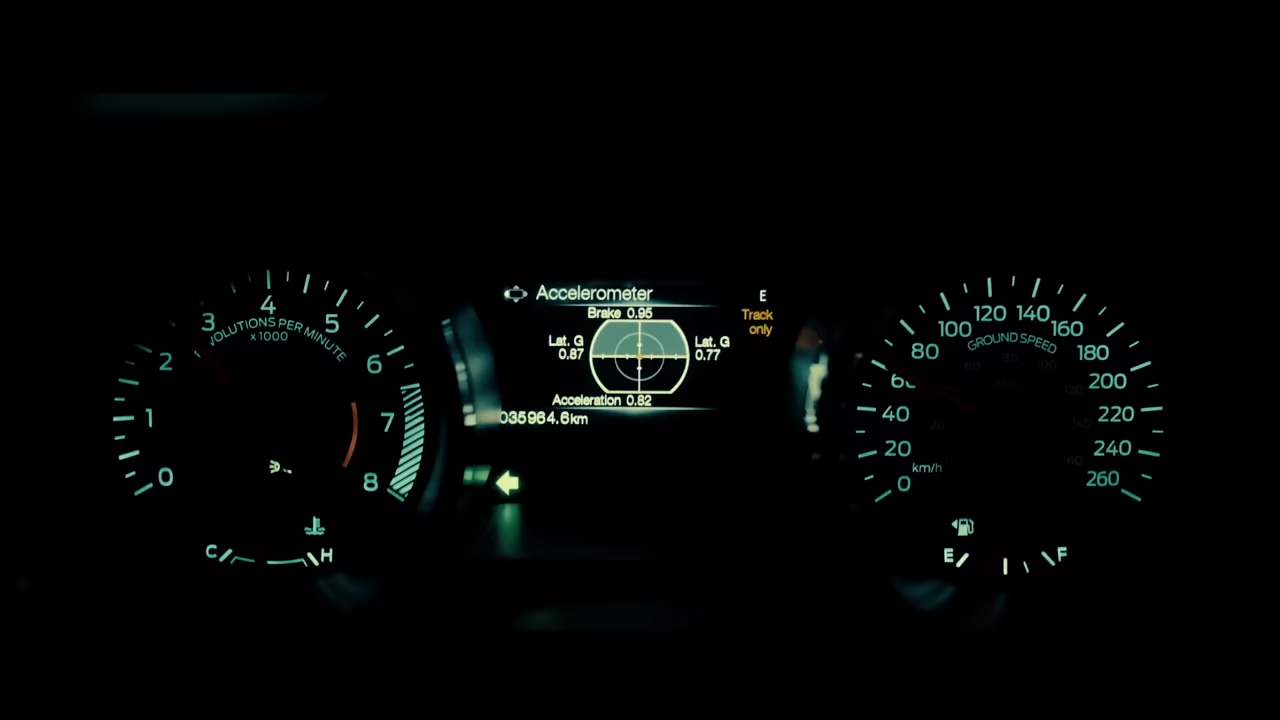 Accelerometer
E
Brake 0.95
Track
only
Lat. G
0.87
Lat. G
0.77
Acceleration 0.82
035964.6km
0
1
2
3
4
5
6
7
8
VOLUTIONS PER MINUTE
x 1000
C
H
0
20
40
60
80
100
120
140
160
180
200
220
240
260
GROUND SPEED
km/h
E
F